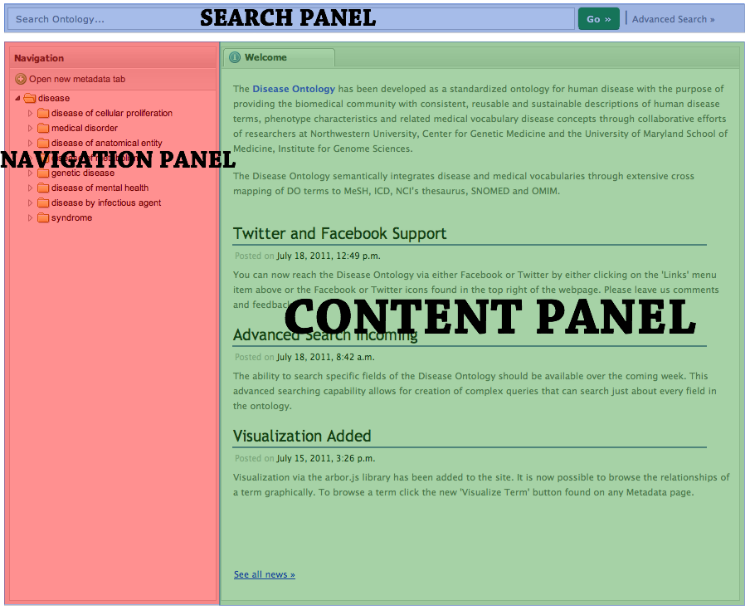 Search Ontology...
SEARCH PANEL
Go »
Advanced Search »
Navigation
Open new metadata tab
disease
disease of cellular proliferation
medical disorder
disease of anatomical entity
NAVIGATION PANEL
genetic disease
disease of mental health
disease by infectious agent
syndrome
Welcome
The Disease Ontology has been developed as a standardized ontology for human disease with the purpose of
providing the biomedical community with consistent, reusable and sustainable descriptions of human disease
terms, phenotype characteristics and related medical vocabulary disease concepts through collaborative efforts
of researchers at Northwestern University, Center for Genetic Medicine and the University of Maryland School of
Medicine, Institute for Genome Sciences.
The Disease Ontology semantically integrates disease and medical vocabularies through extensive cross
mapping of DO terms to MeSH, ICD, NCI's thesaurus, SNOMED and OMIM.
Twitter and Facebook Support
Posted on July 18, 2011, 12:49 p.m.
You can now reach the Disease Ontology via either Facebook or Twitter by either clicking on the 'Links' menu
item above or the Facebook or Twitter icons found in the top right of the webpage. Please leave us comments
and feedback
CONTENT PANEL
Advanced Search Incoming
Posted on July 18, 2011, 8:42 a.m.
The ability to search specific fields of the Disease Ontology should be available over the coming week. This
advanced searching capability allows for creation of complex queries that can search just about every field in
the ontology.
Visualization Added
Posted on July 15, 2011, 3:26 p.m.
Visualization via the arbor.js library has been added to the site. It is now possible to browse the relationships of
a term graphically. To browse a term click the new 'Visualize Term' button found on any Metadata page.
See all news »